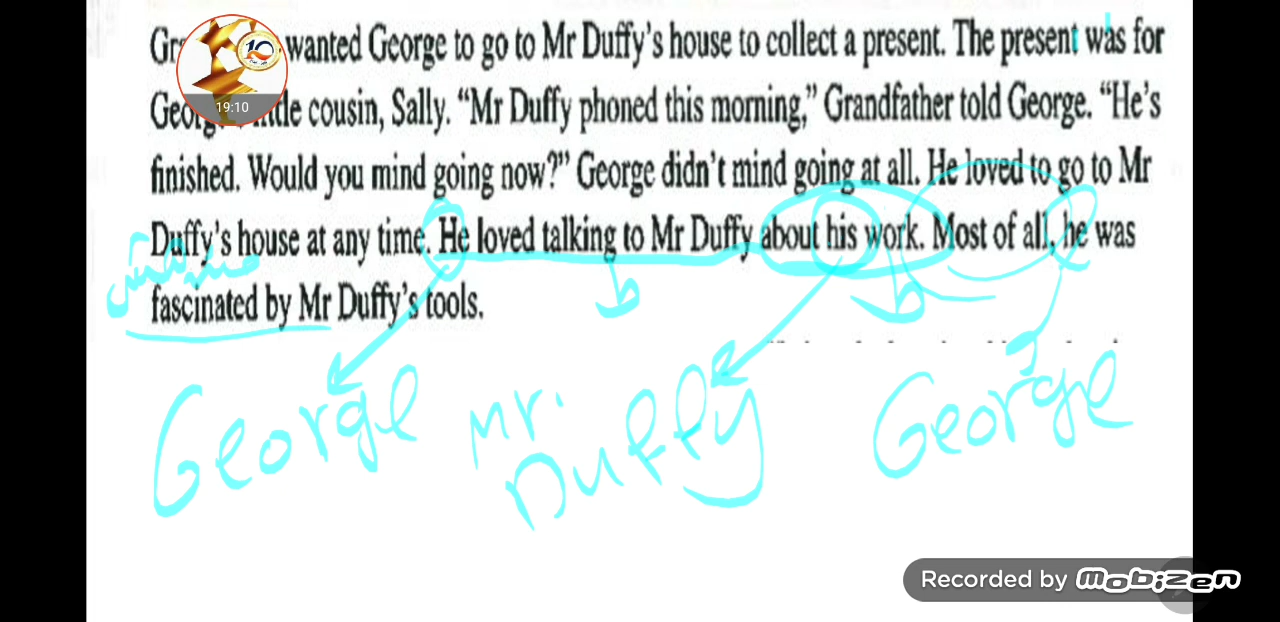 wanted George to go to Mr Duffy's house to collect a present. The present was for
little cousin, Sally. "Mr Duffy phoned this morning," Grandfather told George. "He's
finished. Would you mind going now?" George didn't mind going at all. He loved to go to Mr
Duffy's house at any time. He loved talking to Mr Duffy about his work. Most of all, he was
fascinated by Mr Duffy's tools.
10
19:10
b
b
George
Mr.
Duffy
George
Recorded by Mobizen